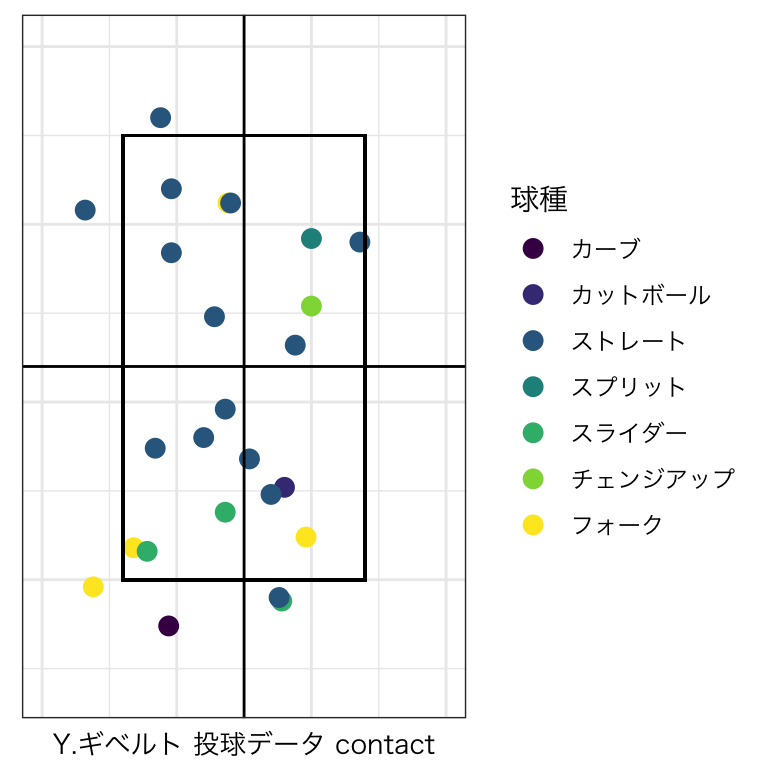 球種
カーブ
カットボール
ストレート
スプリット
スライダー
チェンジアップ
フォーク
Y.ギベルト 投球データ contact